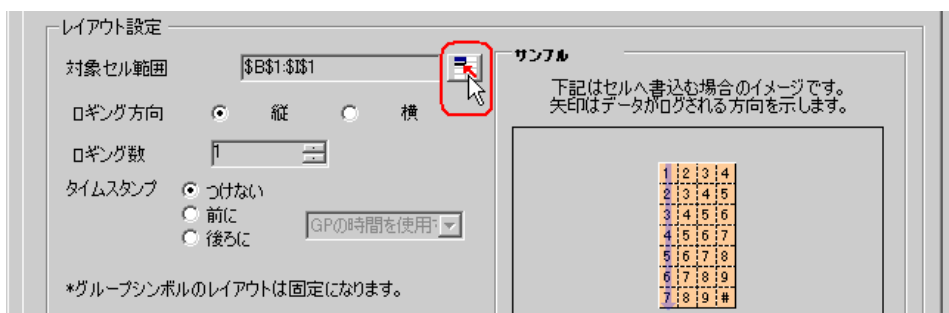 レイアウト設定
対象セル範囲 $B$1:$I$1
ロギング方向 縦 横
ロギング数 1
タイムスタンプ つけない
前に
後ろに GPの時間を使用
*グループシンボルのレイアウトは固定になります。
サンプル
下記はセルへ書込む場合のイメージです。
矢印はデータがログされる方向を示します。
1 2 3 4
2 3 4 5
3 4 5 6
4 5 6 7
5 6 7 8
6 7 8 9
7 8 9 #